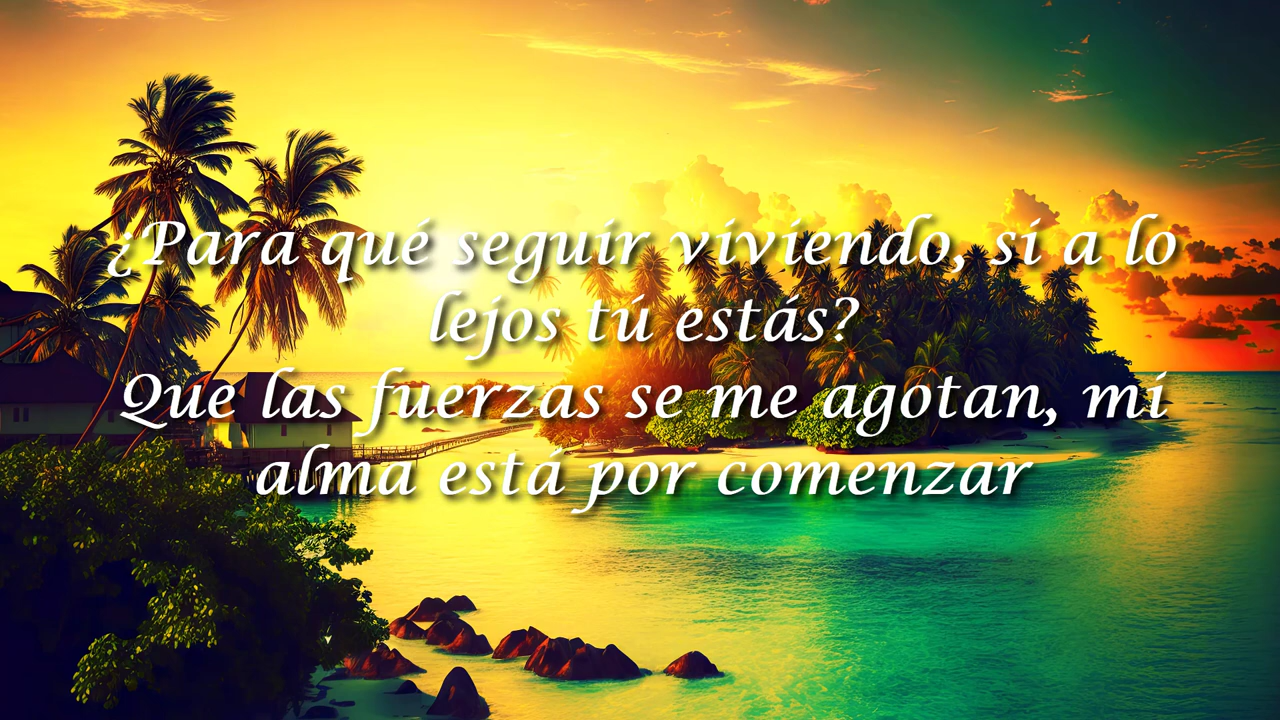 ¿Para qué seguir viviendo, si a lo
lejos tú estás?
Que las fuerzas se me agotan, mi
alma está por comenzar